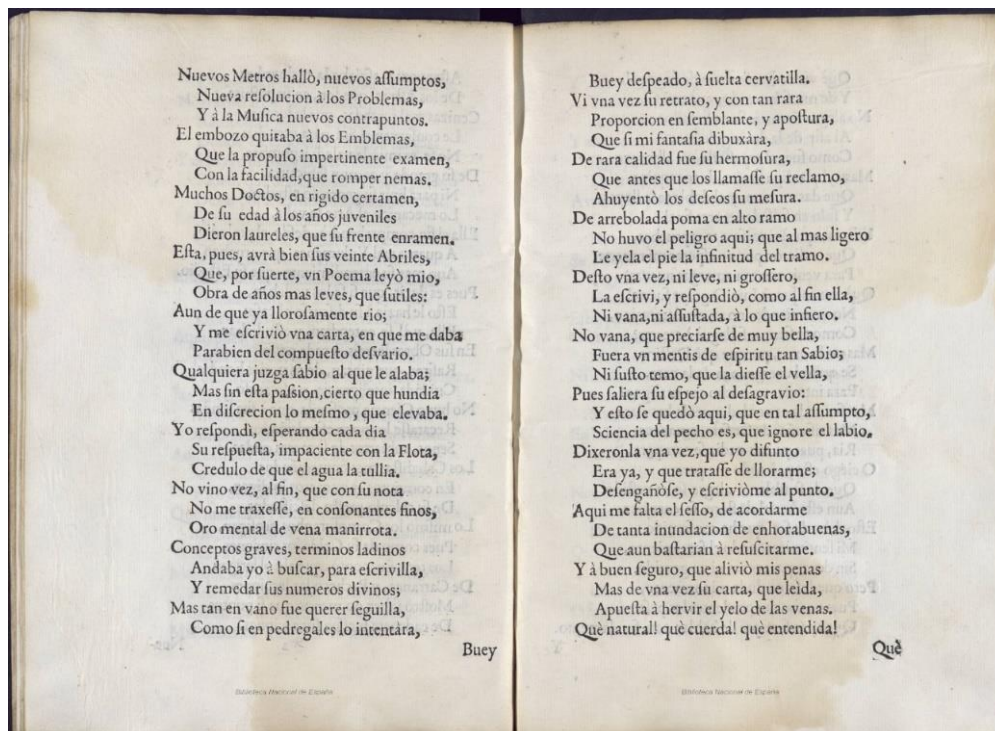 Nuevos Metros hallò, nuevos aſſumptos,
Nueva reſolucion à los Problemas,
Y à la Muſica nuevos contrapuntos.
El embozo quitaba à los Emblemas,
Que la propuſo impertinente examen,
Con la facilidad, que romper nemas.
Muchos Doctos, en rigido certamen,
De ſu edad à los años juveniles
Dieron laureles, que ſu frente enramen.
Eſta, pues, avrà bien ſus veinte Abriles,
Que, por ſuerte, vn Poema leyò mio,
Obra de años mas leves, que ſutiles:
Aun de que ya lloroſamente rio;
Y me eſcriviò vna carta, en que me daba
Parabien del compueſto deſvario.
Qualquiera juzga ſabio al que le alaba;
Mas ſin eſta paſsion, cierto que hundia
En diſcrecion lo meſmo, que elevaba.
Yo reſpondì, eſperando cada dia
Su reſpueſta, impaciente con la Flota,
Credulo de que el agua la tullia.
No vino vez, al fin, que con ſu nota
No me traxeſſe, en conſonantes finos,
Oro mental de vena manirrota.
Conceptos graves, terminos ladinos
Andaba yo à buſcar, para eſcrivilla,
Y remedar ſus numeros divinos;
Mas tan en vano fue querer ſeguilla,
Como ſi en pedregales lo intentàra,
Buey
Biblioteca Nacional de España
Buey deſpeado, à ſuelta cervatilla.
Vi vna vez ſu retrato, y con tan rara
Proporcion en ſemblante, y apoſtura,
Que ſi mi fantaſia dibuxàra,
De rara calidad fue ſu hermoſura,
Que antes que los llamaſſe ſu reclamo,
Ahuyentò los deſeos ſu meſura.
De arrebolada poma en alto ramo
No huvo el peligro aqui; que al mas ligero
Le yela el pie la infinitud del tramo.
Deſto vna vez, ni leve, ni groſſero,
La eſcrivi, y reſpondiò, como al fin ella,
Ni vana, ni aſſuſtada, à lo que infiero.
No vana, que preciarſe de muy bella,
Fuera vn mentis de eſpiritu tan Sabio;
Ni ſuſto temo, que la dieſſe el vella,
Pues ſaliera ſu eſpejo al deſagravio:
Y eſto ſe quedò aqui, que en tal aſſumpto,
Sciencia del pecho es, que ignore el labio.
Dixeronla vna vez, que yo difunto
Era ya, y que trataſſe de llorarme;
Deſengañòſe, y eſcriviòme al punto.
Aqui me falta el ſeſſo, de acordarme
De tanta inundacion de enhorabuenas,
Que aun baſtarian à reſuſcitarme.
Y à buen ſeguro, que aliviò mis penas
Mas de vna vez ſu carta, que leìda,
Apueſta à hervir el yelo de las venas.
Què natural! què cuerda! què entendida!
Què
Biblioteca Nacional de España